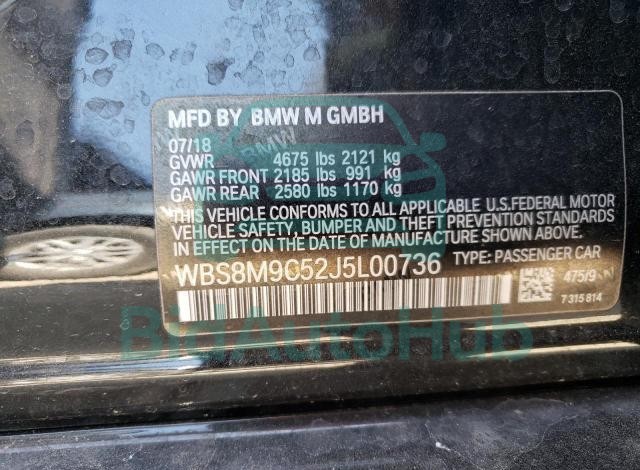 MFD BY BMW M GMBH
07/18
GVWR 4675 lbs 2121 kg
GAWR FRONT 2185 lbs 991 kg
GAWR REAR 2580 lbs 1170 kg
THIS VEHICLE CONFORMS TO ALL APPLICABLE U.S.FEDERAL MOTOR
VEHICLE SAFETY, BUMPER AND THEFT PREVENTION STANDARDS
IN EFFECT ON THE DATE OF MANUFACTURE SHOWN ABOVE.
WBS8M9C52J5L00736 TYPE: PASSENGER CAR
475/9
7 315 814
BidAutoHub
BMW